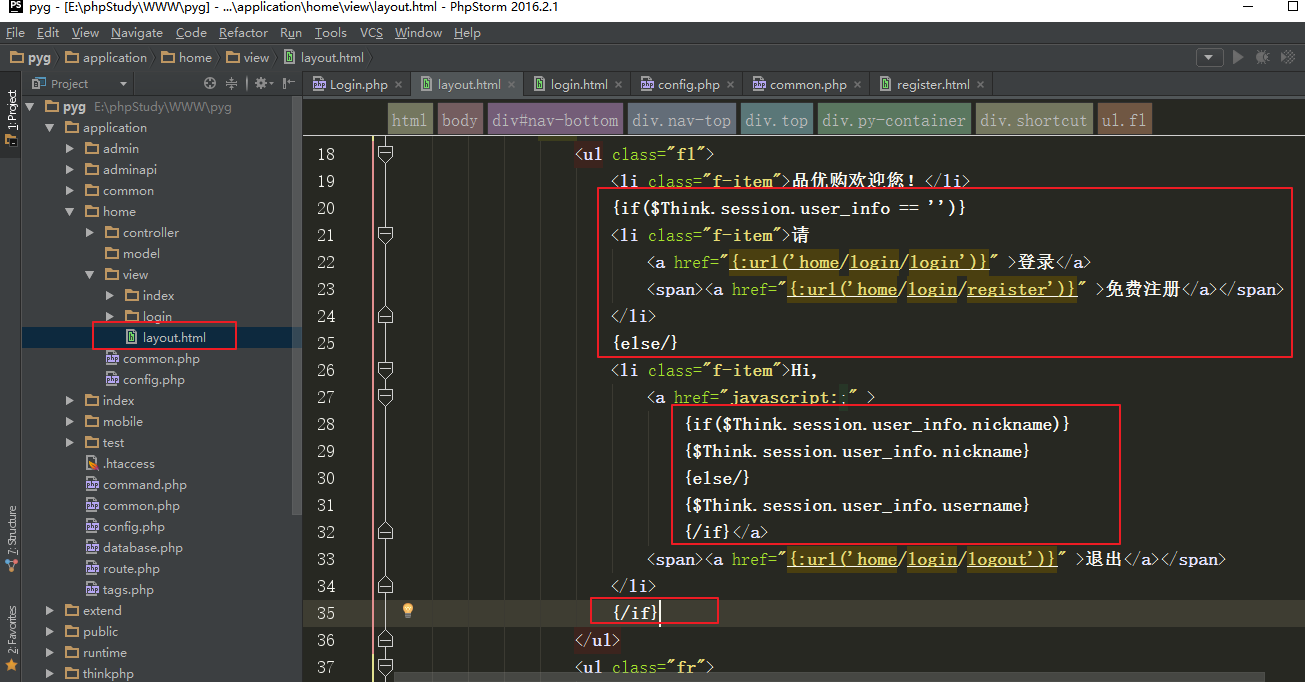 pyg - [E:\phpStudy\WWW\pyg] - ...\application\home\view\layout.html - PhpStorm 2016.2.1
File Edit View Navigate Code Refactor Run Tools VCS Window Help
pyg application home view layout.html
Project
Login.php × layout.html × login.html × config.php × common.php × register.html ×
1: Project
7: Structure
2: Favorites
pyg E:\phpStudy\WWW\pyg
application
admin
adminapi
common
home
controller
model
view
index
login
layout.html
common.php
config.php
index
mobile
test
.htaccess
command.php
common.php
config.php
database.php
route.php
tags.php
extend
public
runtime
thinkphp
html body div#nav-bottom div.nav-top div.top div.py-container div.shortcut ul.fl
18 <ul class="fl">
19 <li class="f-item">品优购欢迎您！</li>
20 {if($Think.session.user_info == '')}
21 <li class="f-item">请
22 <a href="{:url('home/login/login')}" >登录</a>
23 <span><a href="{:url('home/login/register')}" >免费注册</a></span>
24 </li>
25 {else/}
26 <li class="f-item">Hi,
27 <a href="javascript:;" >
28 {if($Think.session.user_info.nickname)}
29 {$Think.session.user_info.nickname}
30 {else/}
31 {$Think.session.user_info.username}
32 {/if}</a>
33 <span><a href="{:url('home/login/logout')}" >退出</a></span>
34 </li>
35 {/if}
36 </ul>
37 <ul class="fr">